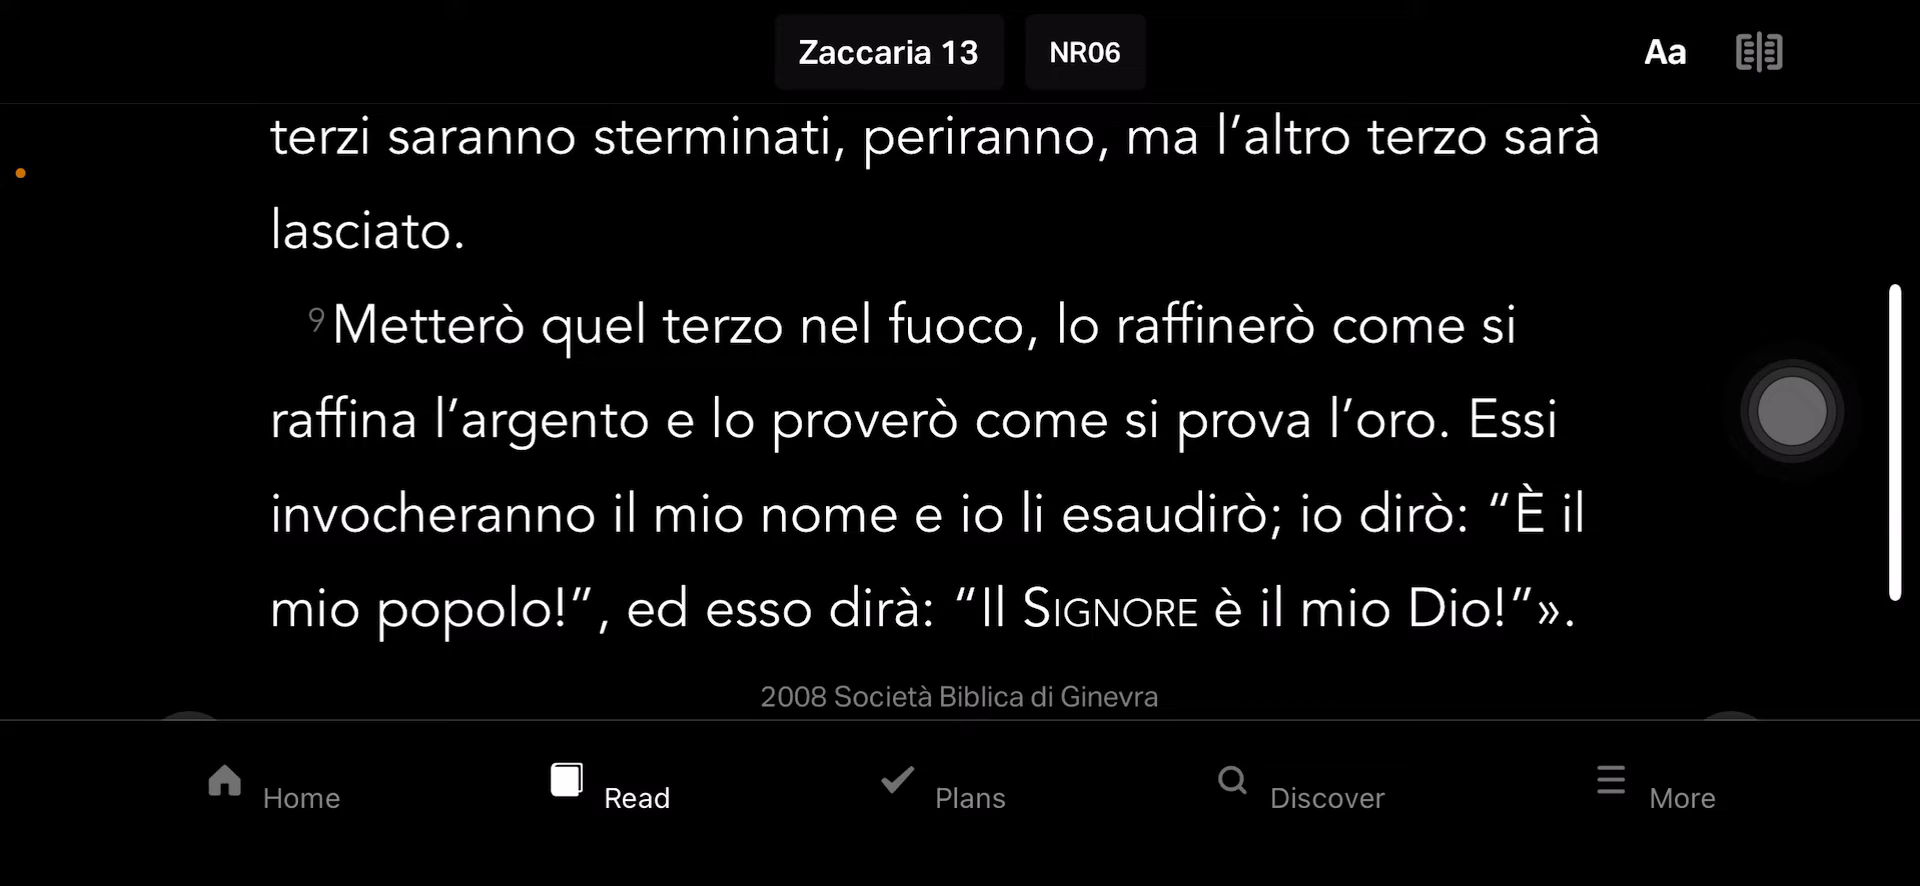 Zaccaria 13 NR06 Aa
terzi saranno sterminati, periranno, ma l’altro terzo sarà
lasciato.
9 Metterò quel terzo nel fuoco, lo raffinerò come si
raffina l’argento e lo proverò come si prova l’oro. Essi
invocheranno il mio nome e io li esaudirò; io dirò: “È il
mio popolo!”, ed esso dirà: “Il SIGNORE è il mio Dio!”».
2008 Società Biblica di Ginevra
Home Read Plans Discover More